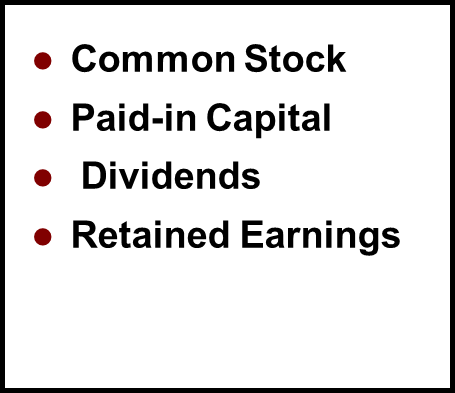 ● Common Stock
● Paid-in Capital
● Dividends
● Retained Earnings